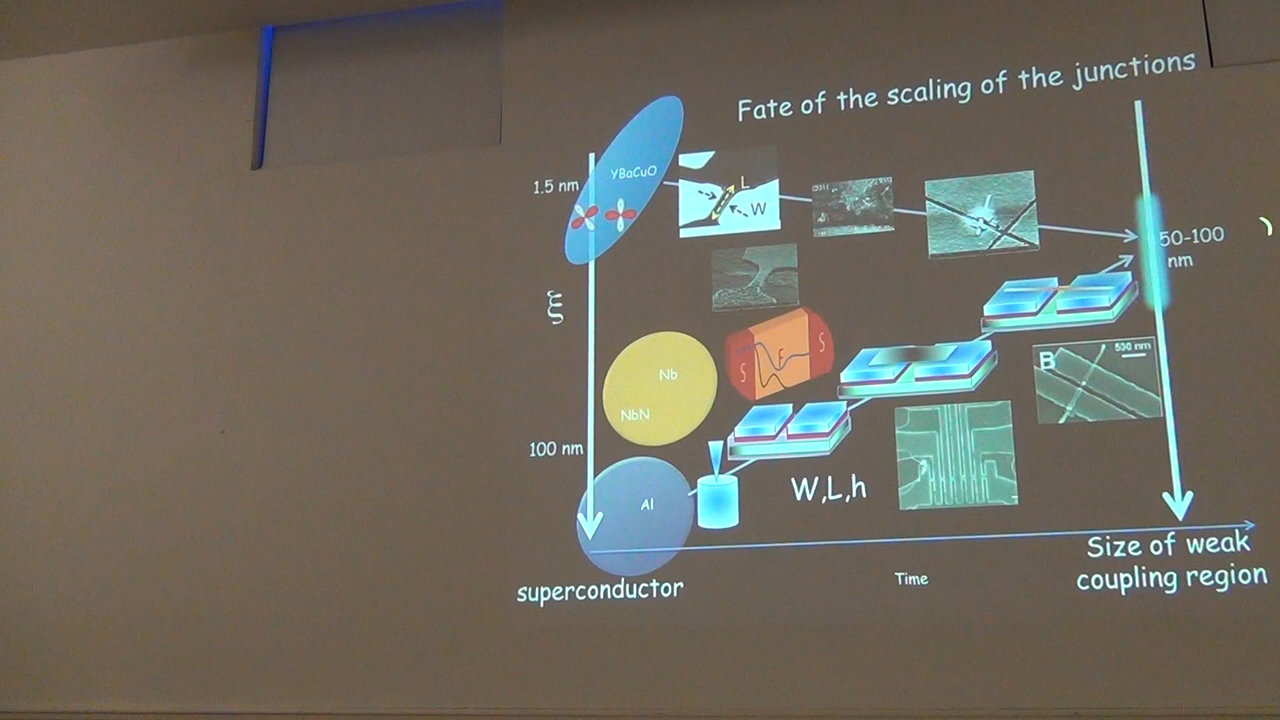 Fate of the scaling of the junctions
1.5 nm
YBaCuO
L
W
50-100
nm
ξ
S
F
S
Nb
NbN
B
500 nm
100 nm
Al
W,L,h
superconductor
Time
Size of weak
coupling region